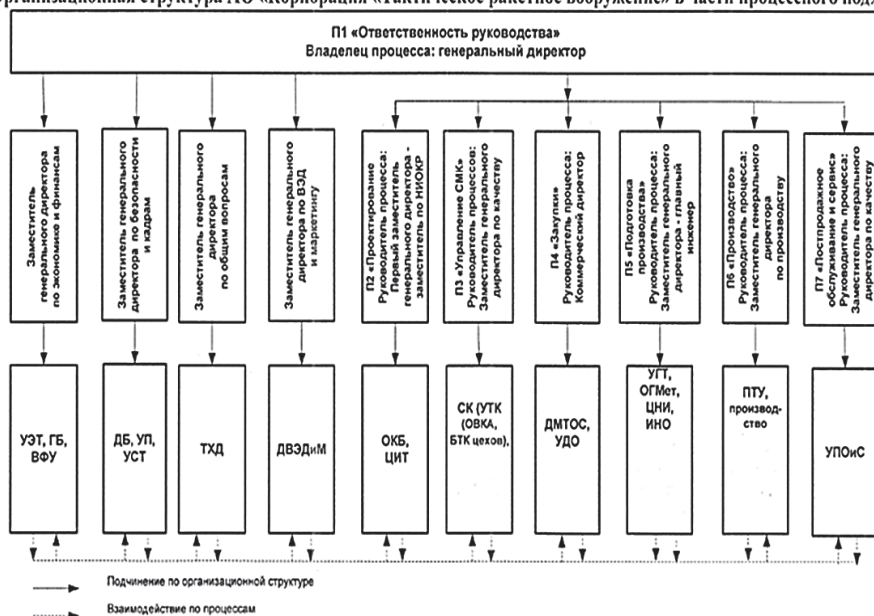 организационная структура АО «Корпорация «Тактическое ракетное вооружение» в части процессного
П1 «Ответственность руководства»
Владелец процесса: генеральный директор
Заместитель
генерального директора
по экономике и финансам
Заместитель генерального
директора по безопасности
и кадрам
Заместитель генерального
директора
по общим вопросам
Заместитель генерального
директора по ВЭД
и маркетингу
П2 «Проектирование
Руководитель процесса:
Первый заместитель
генерального директора -
заместитель по НИОКР
П3 «Управление СМК»
Руководитель процессов:
Заместитель генерального
директора по качеству
П4 «Закупки»
Руководитель процесса:
Коммерческий директор
П5 «Подготовка
производства»
Руководитель процесса:
Заместитель генерального
директора - главный
инженер
П6 «Производство»
Руководитель процесса:
Заместитель генерального
директора
по производству
П7 «Постпродажное
обслуживание и сервис»
Руководитель процесса:
Заместитель генерального
директора по качеству
УЭТ, ГБ,
ВФУ
ДБ, УП,
УСТ
ТХД
ДВЭДиМ
ОКБ,
ЦИТ
СК (УТК
(ОВКА,
БТК цехов),
ДМТОС,
УДО
УГТ,
ОГМет,
ЦНИ,
ИНО
ПТУ,
производ-
ство
УПОиС
Подчинение по организационной структуре
Взаимодействие по процессам